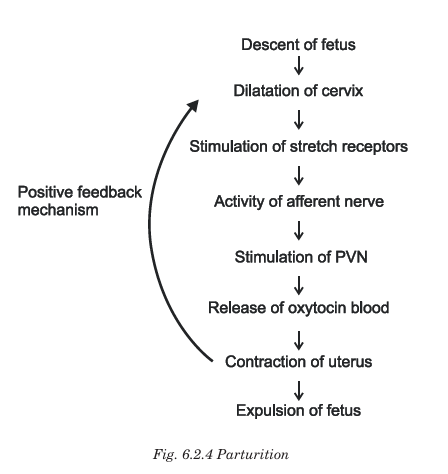 Descent of fetus
Dilatation of cervix
Stimulation of stretch receptors
Positive feedback
mechanism
Activity of afferent nerve
Stimulation of PVN
Release of oxytocin blood
Contraction of uterus
Expulsion of fetus
Fig. 6.2.4 Parturition